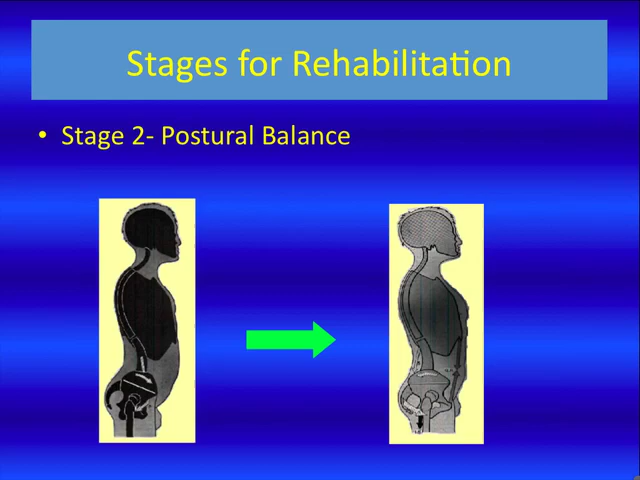 Stages for Rehabilitation
• Stage 2- Postural Balance